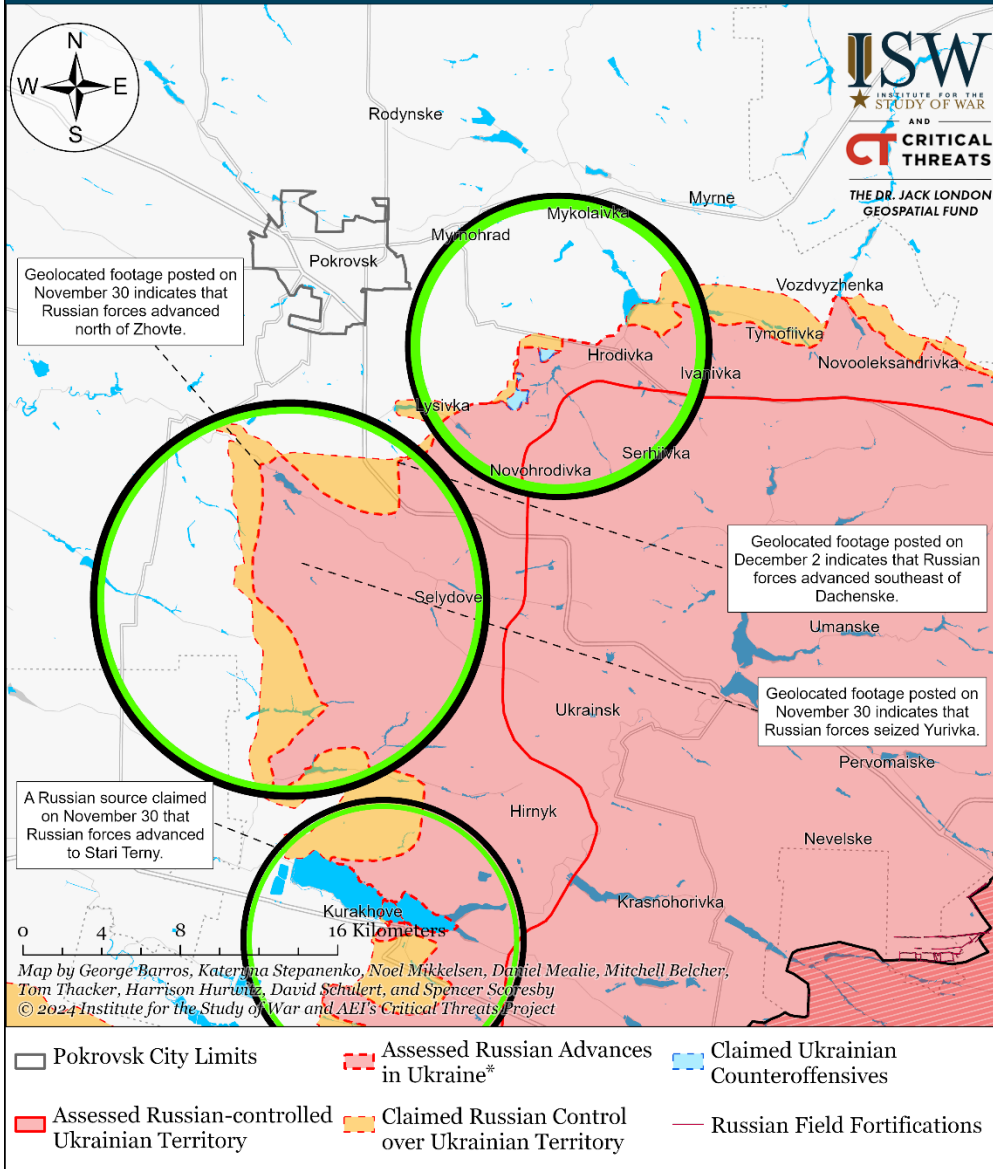 N
W E
S
ISW
INSTITUTE FOR THE
STUDY OF WAR
AND
CT CRITICAL
THREATS
THE DR. JACK LONDON
GEOSPATIAL FUND
Rodynske
Myrne
Mykolaivka
Myrnohrad
Pokrovsk
Geolocated footage posted on
November 30 indicates that
Russian forces advanced
north of Zhovte.
Vozdvyzhenka
Tymofiivka
Hrodivka
Novooleksandrivka
Ivanivka
Lysivka
Serhiivka
Novohrodivka
Geolocated footage posted on
December 2 indicates that Russian
forces advanced southeast of
Dachenske.
Selydove
Umanske
Geolocated footage posted on
November 30 indicates that
Russian forces seized Yurivka.
Ukrainsk
Pervomaiske
A Russian source claimed
on November 30 that
Russian forces advanced
to Stari Terny.
Hirnyk
Nevelske
Krasnohorivka
Kurakhove
0 4 8 16 Kilometers
Map by George Barros, Kateryna Stepanenko, Noel Mikkelsen, Daniel Mealie, Mitchell Belcher,
Tom Thacker, Harrison Hurwitz, David Schulert, and Spencer Scoresby
© 2024 Institute for the Study of War and AEI's Critical Threats Project
Pokrovsk City Limits
Assessed Russian Advances
in Ukraine*
Claimed Ukrainian
Counteroffensives
Assessed Russian-controlled
Ukrainian Territory
Claimed Russian Control
over Ukrainian Territory
Russian Field Fortifications